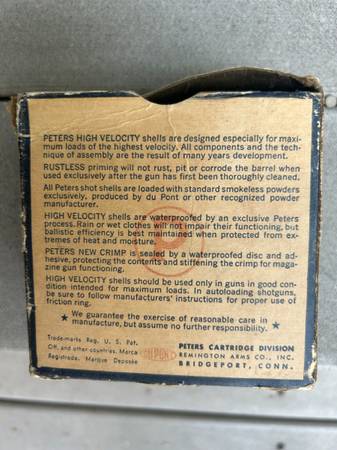 PETERS HIGH VELOCITY shells are designed especially for maxi-
mum loads of the highest velocity. All components and the tech-
nique of assembly are the result of many years development.
RUSTLESS priming will not rust, pit or corrode the barrel when
used exclusively after the gun has first been thoroughly cleaned.
All Peters shot shells are loaded with standard smokeless powders
exclusively, produced by du Pont or other recognized powder
manufacturer.
HIGH VELOCITY shells are waterproofed by an exclusive Peters
process. Rain or wet clothes will not impair their functioning, but
ballistic efficiency is best maintained when protected from ex-
tremes of heat and moisture.
PETERS NEW CRIMP is sealed by a waterproofed disc and ad-
hesive, protecting the contents and stiffening the crimp for maga-
zine gun functioning.
HIGH VELOCITY shells should be used only in guns in good con-
dition intended for maximum loads. In autoloading shotguns,
be sure to follow manufacturers' instructions for proper use of
friction ring.
★ We guarantee the exercise of reasonable care in
manufacture, but assume no further responsibility. ★
Trade-marks Reg. U. S. Pat.
Off. and other countries. Marca
Registrada. Marque Deposée
DUPONT
PETERS CARTRIDGE DIVISION
REMINGTON ARMS CO., INC.
BRIDGEPORT, CONN.